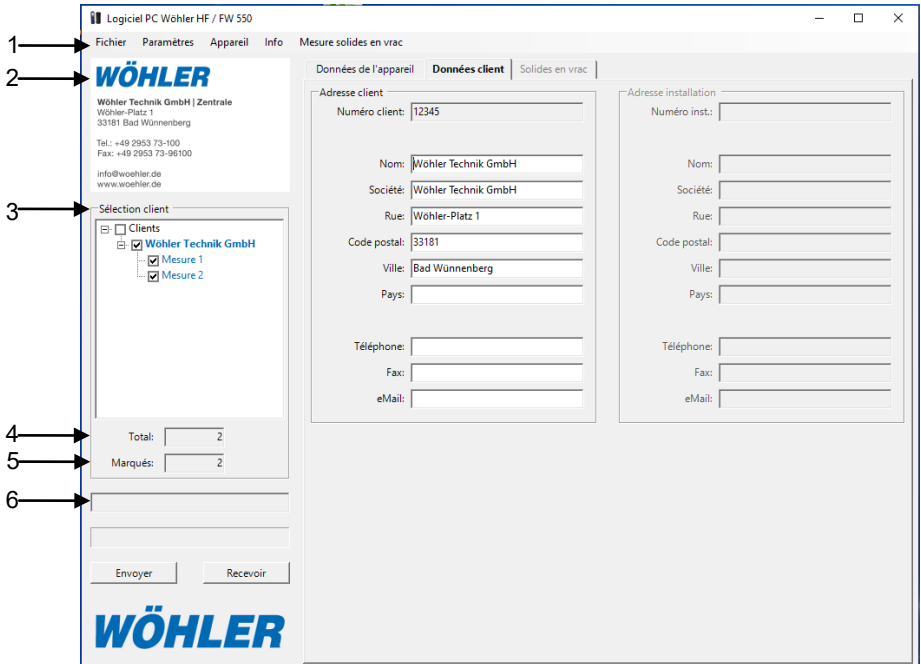 Logiciel PC Wöhler HF / FW 550
1
Fichier Paramètres Appareil Info Mesure solides en vrac
2
WÖHLER
Wöhler Technik GmbH | Zentrale
Wöhler-Platz 1
33181 Bad Wünnenberg
Tel.: +49 2953 73-100
Fax: +49 2953 73-96100
info@woehler.de
www.woehler.de
3
Sélection client
Clients
Wöhler Technik GmbH
Mesure 1
Mesure 2
4
Total: 2
5
Marqués: 2
6
Envoyer Recevoir
WÖHLER
Données de l'appareil Données client Solides en vrac
Adresse client
Numéro client: 12345
Nom: Wöhler Technik GmbH
Société: Wöhler Technik GmbH
Rue: Wöhler-Platz 1
Code postal: 33181
Ville: Bad Wünnenberg
Pays:
Téléphone:
Fax:
eMail:
Adresse installation
Numéro inst.:
Nom:
Société:
Rue:
Code postal:
Ville:
Pays:
Téléphone:
Fax:
eMail: